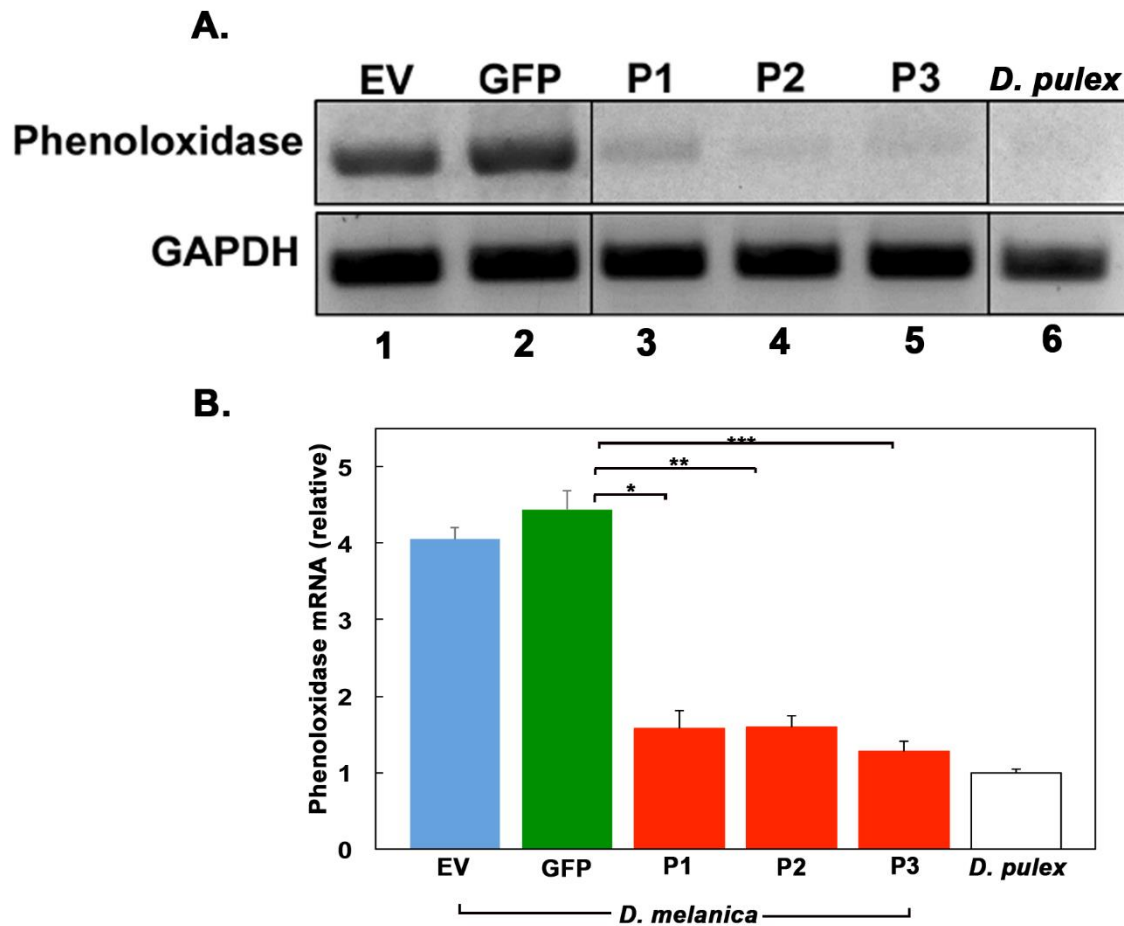 A.
EV GFP P1 P2 P3 D. pulex
Phenoloxidase
GAPDH
1 2 3 4 5 6
B.
Phenoloxidase mRNA (relative)
5
4
3
2
1
0
***
**
*
EV GFP P1 P2 P3 D. pulex
D. melanica